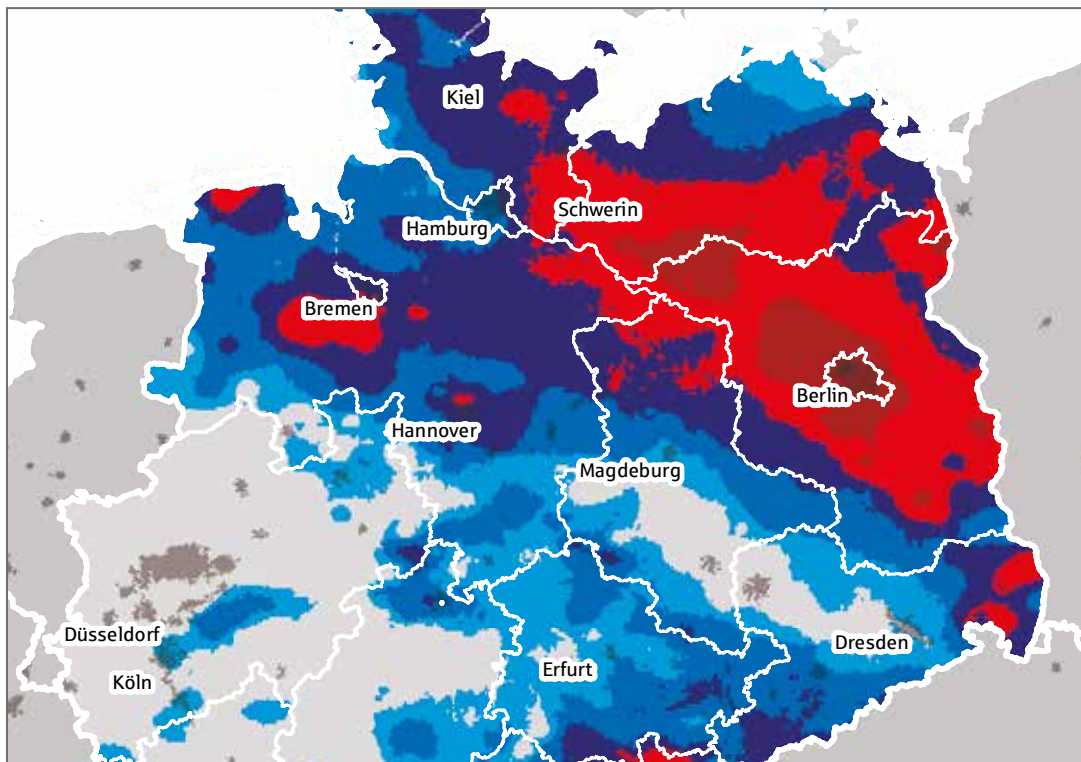 Kiel
Schwerin
Hamburg
Bremen
Berlin
Hannover
Magdeburg
Düsseldorf
Dresden
Köln
Erfurt